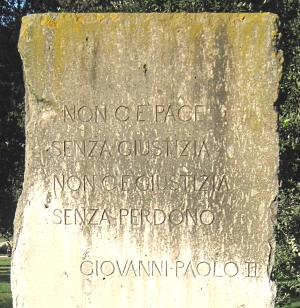 NON C'E' PACE
SENZA GIUSTIZIA
NON C'E' GIUSTIZIA
SENZA PERDONO
GIOVANNI·PAOLO II